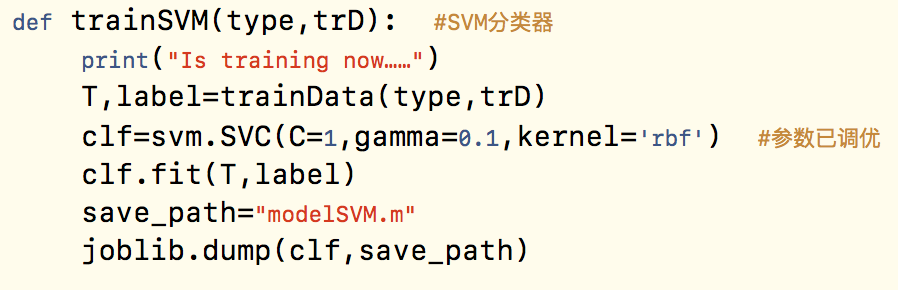 def trainSVM(type,trD):  #SVM分类器
    print("Is training now……")
    T,label=trainData(type,trD)
    clf=svm.SVC(C=1,gamma=0.1,kernel='rbf')  #参数已调优
    clf.fit(T,label)
    save_path="modelSVM.m"
    joblib.dump(clf,save_path)